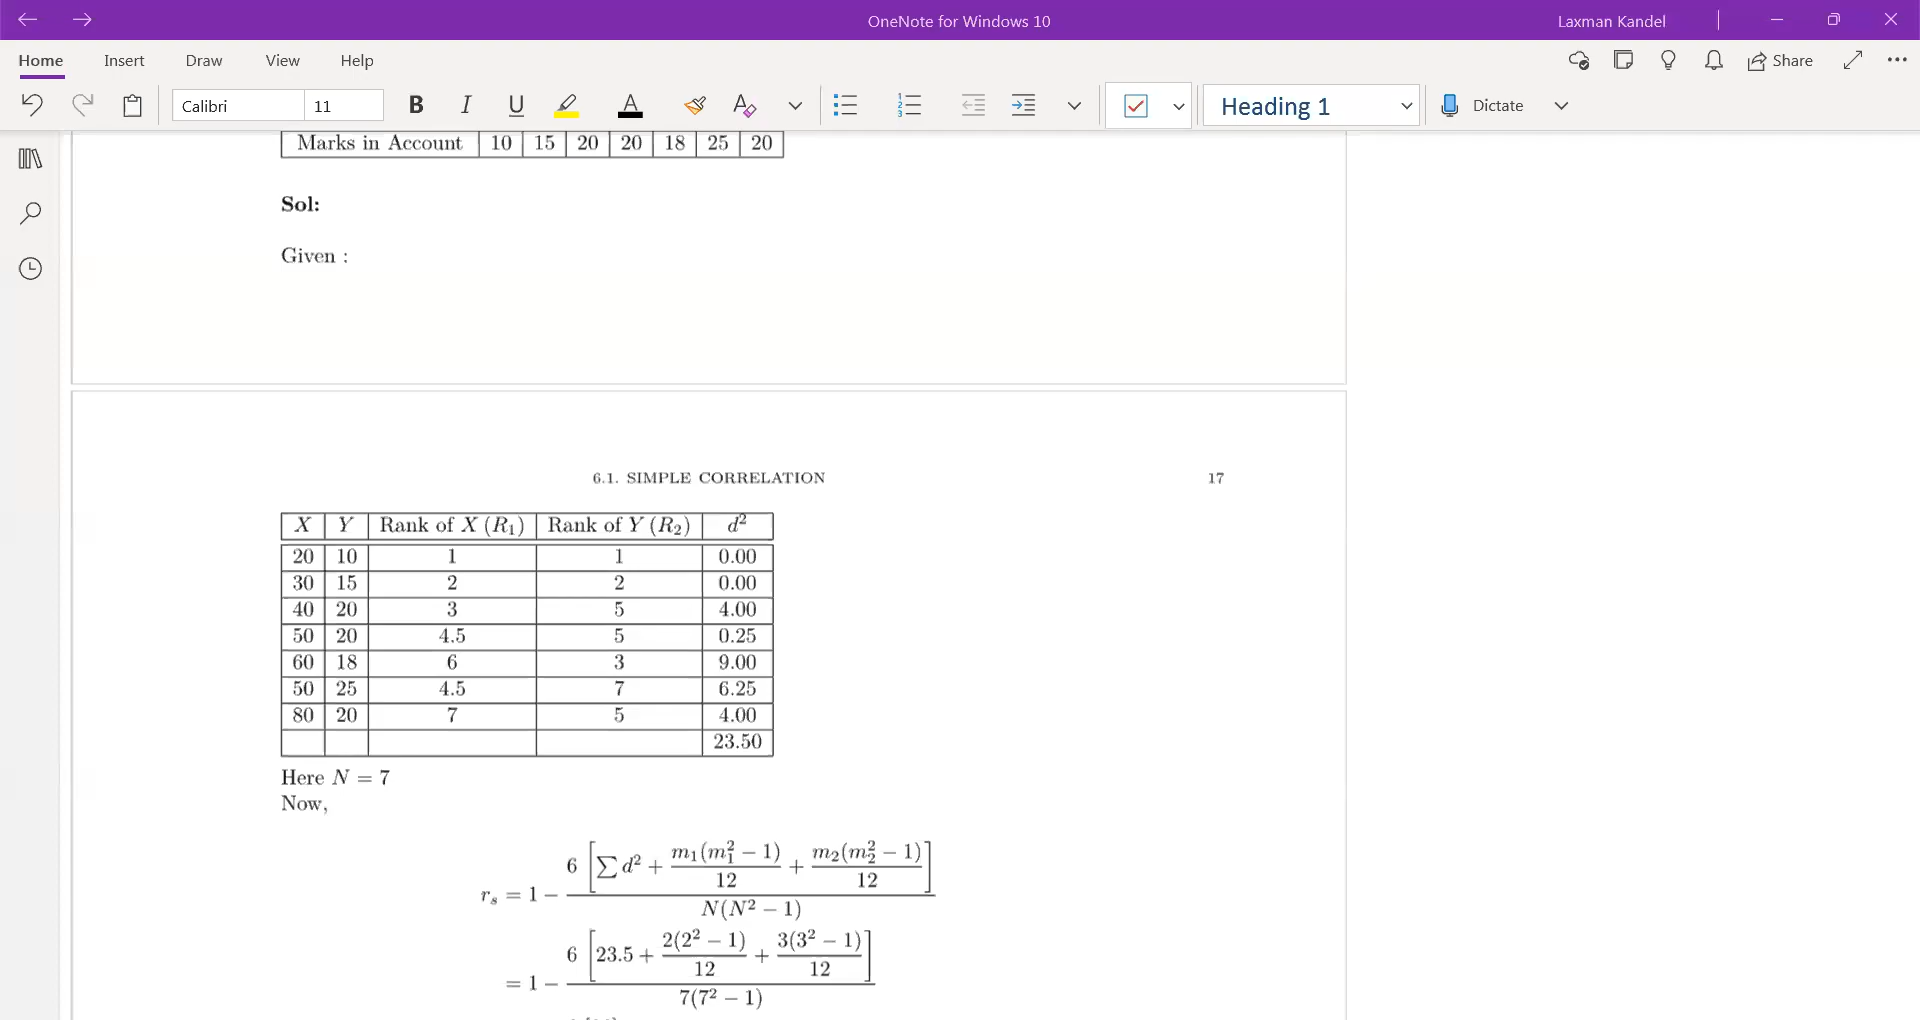 OneNote for Windows 10
Laxman Kandel
Home Insert Draw View Help
Share
Calibri 11 B I U A A Heading 1 Dictate
Marks in Account 10 15 20 20 18 25 20
Sol:
Given :
6.1. SIMPLE CORRELATION 17
X Y Rank of X (R₁) Rank of Y (R₂) d²
20 10 1 1 0.00
30 15 2 2 0.00
40 20 3 5 4.00
50 20 4.5 5 0.25
60 18 6 3 9.00
50 25 4.5 7 6.25
80 20 7 5 4.00
23.50
Here N = 7
Now,
r_s = 1 − 6 [∑ d² + m₁(m₁² − 1)/12 + m₂(m₂² − 1)/12] / N(N² − 1)
= 1 − 6 [23.5 + 2(2² − 1)/12 + 3(3² − 1)/12] / 7(7² − 1)